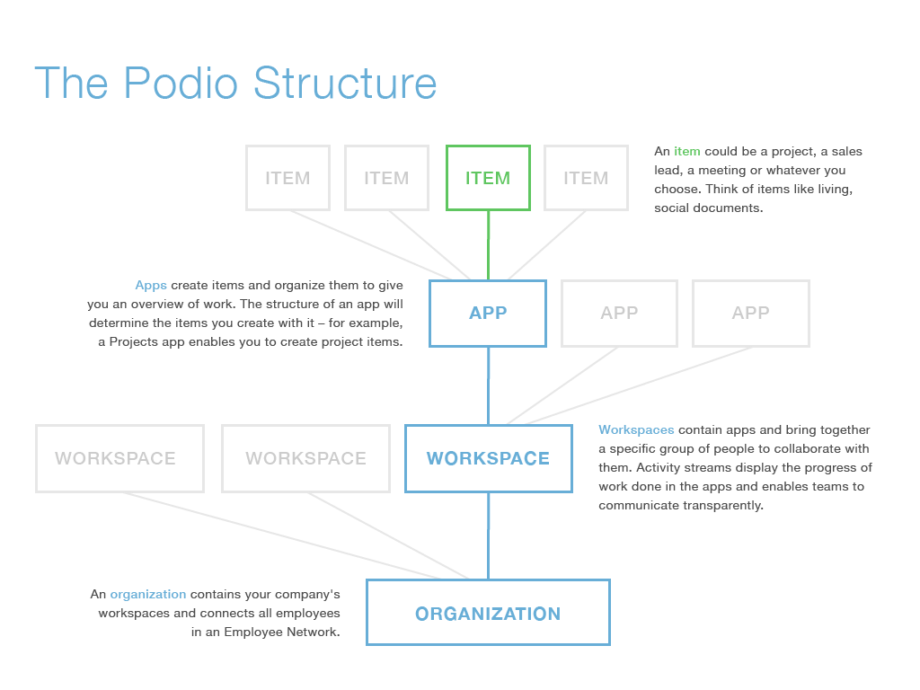 The Podio Structure
ITEM ITEM ITEM ITEM
An item could be a project, a sales
lead, a meeting or whatever you
choose. Think of items like living,
social documents.
Apps create items and organize them to give
you an overview of work. The structure of an app will
determine the items you create with it – for example,
a Projects app enables you to create project items.
APP APP APP
WORKSPACE WORKSPACE WORKSPACE
Workspaces contain apps and bring together
a specific group of people to collaborate with
them. Activity streams display the progress of
work done in the apps and enables teams to
communicate transparently.
An organization contains your company's
workspaces and connects all employees
in an Employee Network.
ORGANIZATION